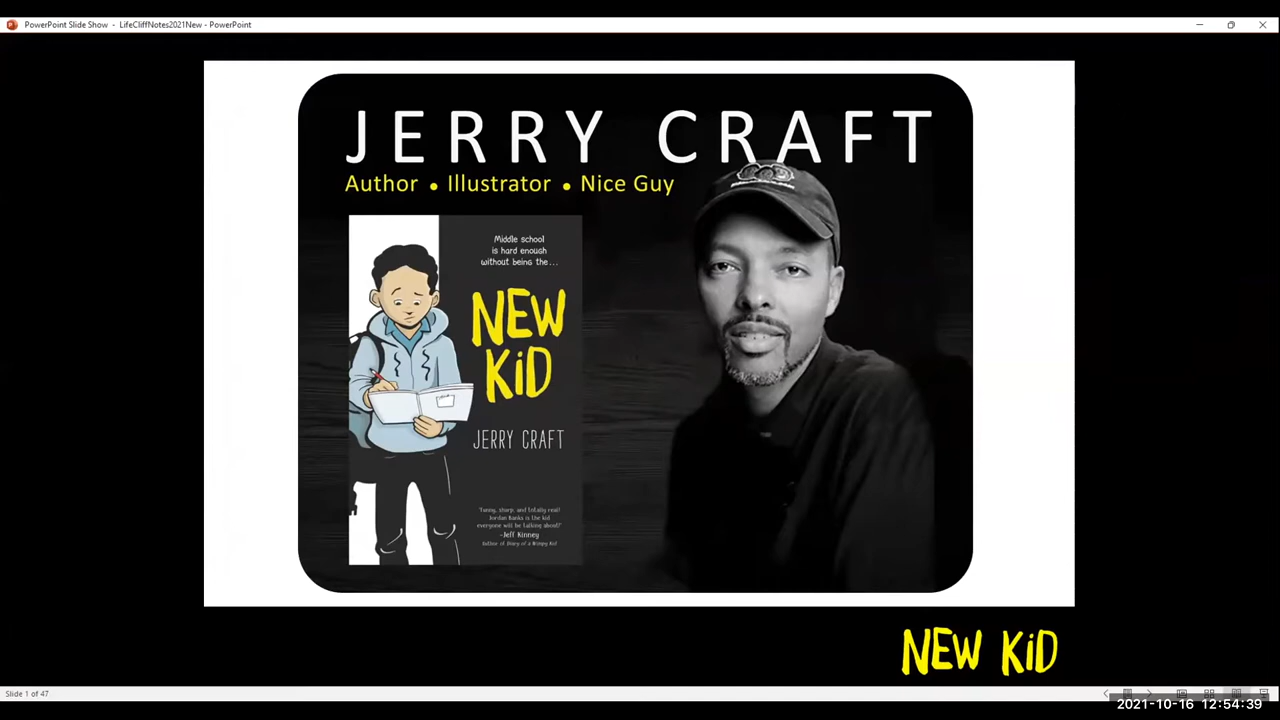 PowerPoint Slide Show - LifeCliffNotes2021New - PowerPoint
JERRY CRAFT
Author • Illustrator • Nice Guy
Middle school
is hard enough
without being the...
NEW
KiD
JERRY CRAFT
"Funny, sharp, and totally real!
Jordan Banks is the kid
everyone will be talking about!"
-Jeff Kinney
author of Diary of a Wimpy Kid
NEW KiD
Slide 1 of 47
2021-10-16 12:54:39